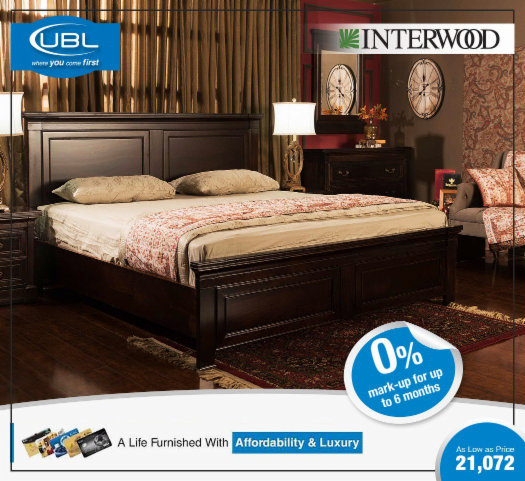 UBL
where you come first
INTERWOOD
0%
mark-up for up
to 6 months
A Life Furnished With Affordability & Luxury
As Low as Price
21,072